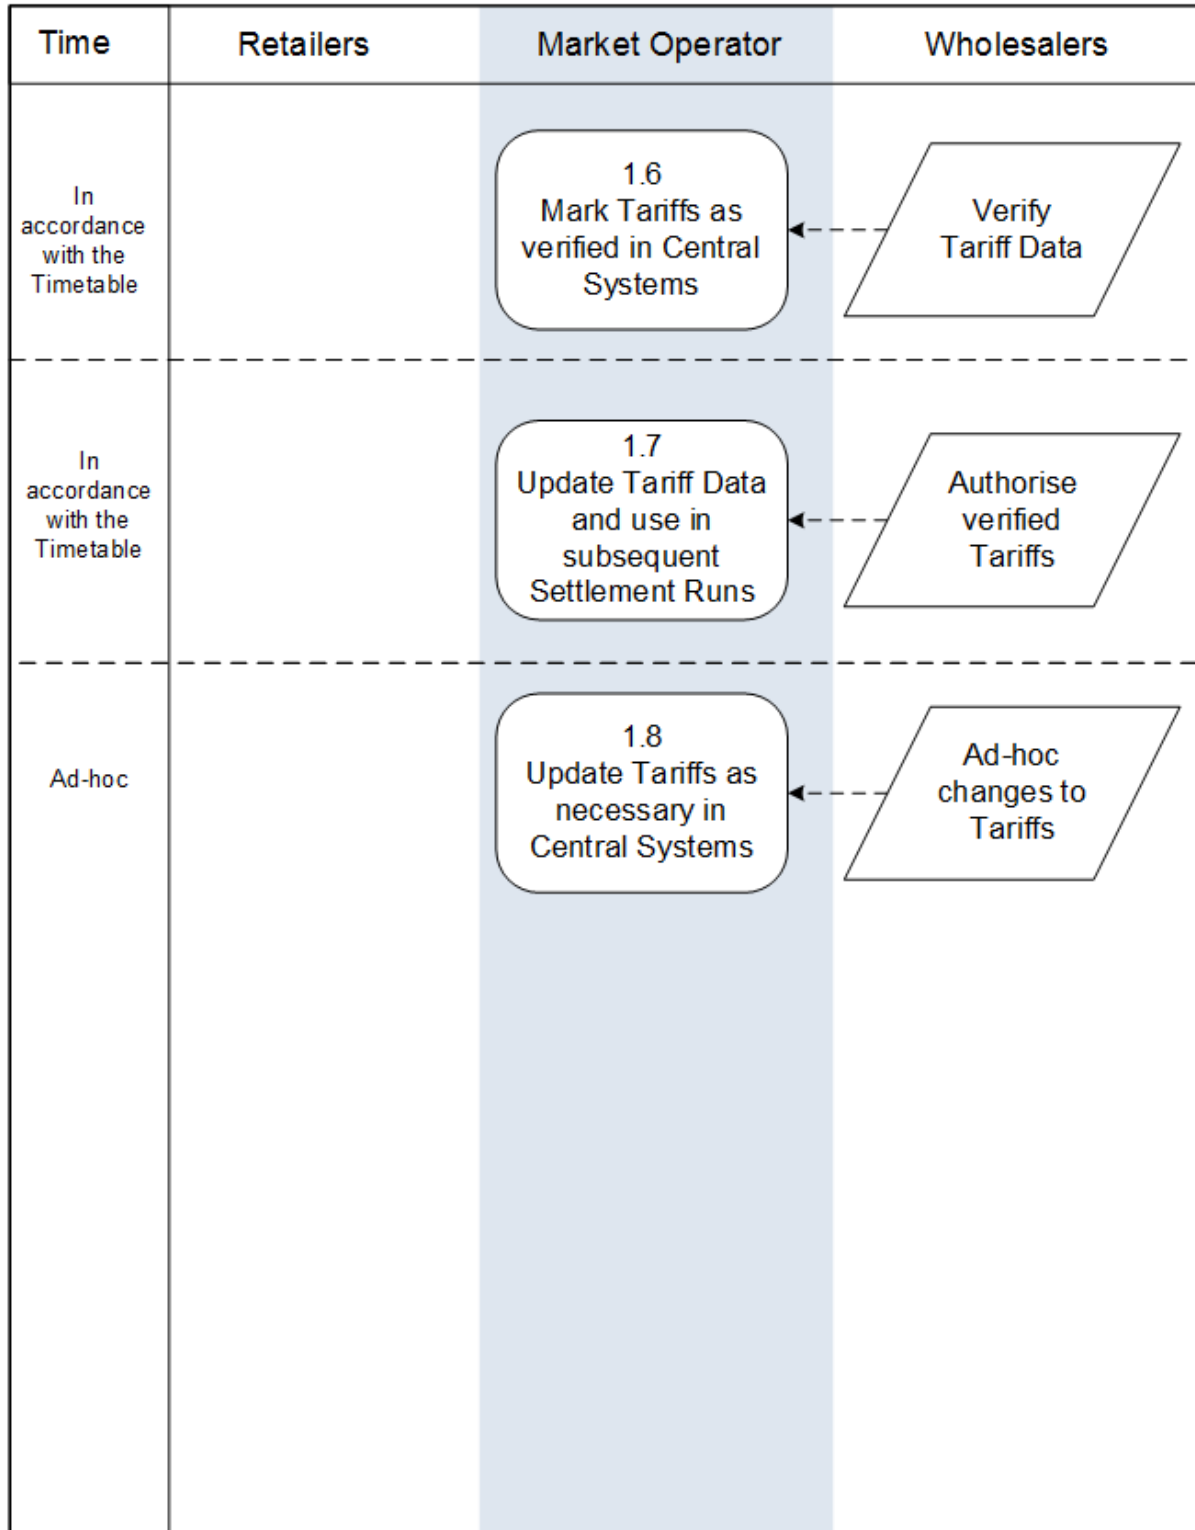 Time
Retailers
Market Operator
Wholesalers
In
accordance
with the
Timetable
1.6
Mark Tariffs as
verified in Central
Systems
Verify
Tariff Data
In
accordance
with the
Timetable
1.7
Update Tariff Data
and use in
subsequent
Settlement Runs
Authorise
verified
Tariffs
Ad-hoc
1.8
Update Tariffs as
necessary in
Central Systems
Ad-hoc
changes to
Tariffs